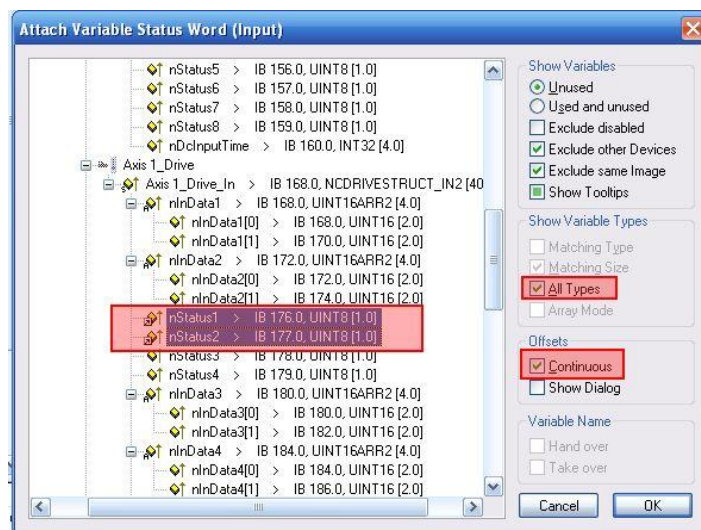 Attach Variable Status Word (Input)
nStatus5 > IB 156.0, UINT8 [1.0]
nStatus6 > IB 157.0, UINT8 [1.0]
nStatus7 > IB 158.0, UINT8 [1.0]
nStatus8 > IB 159.0, UINT8 [1.0]
nDcInputTime > IB 160.0, INT32 [4.0]
Axis 1_Drive
Axis 1_Drive_In > IB 168.0, NCDRIVESTRUCT_IN2 [40
nInData1 > IB 168.0, UINT16ARR2 [4.0]
nInData1[0] > IB 168.0, UINT16 [2.0]
nInData1[1] > IB 170.0, UINT16 [2.0]
nInData2 > IB 172.0, UINT16ARR2 [4.0]
nInData2[0] > IB 172.0, UINT16 [2.0]
nInData2[1] > IB 174.0, UINT16 [2.0]
nStatus1 > IB 176.0, UINT8 [1.0]
nStatus2 > IB 177.0, UINT8 [1.0]
nStatus3 > IB 178.0, UINT8 [1.0]
nStatus4 > IB 179.0, UINT8 [1.0]
nInData3 > IB 180.0, UINT16ARR2 [4.0]
nInData3[0] > IB 180.0, UINT16 [2.0]
nInData3[1] > IB 182.0, UINT16 [2.0]
nInData4 > IB 184.0, UINT16ARR2 [4.0]
nInData4[0] > IB 184.0, UINT16 [2.0]
nInData4[1] > IB 186.0, UINT16 [2.0]
Show Variables
Unused
Used and unused
Exclude disabled
Exclude other Devices
Exclude same Image
Show Tooltips
Show Variable Types
Matching Type
Matching Size
All Types
Array Mode
Offsets
Continuous
Show Dialog
Variable Name
Hand over
Take over
Cancel
OK